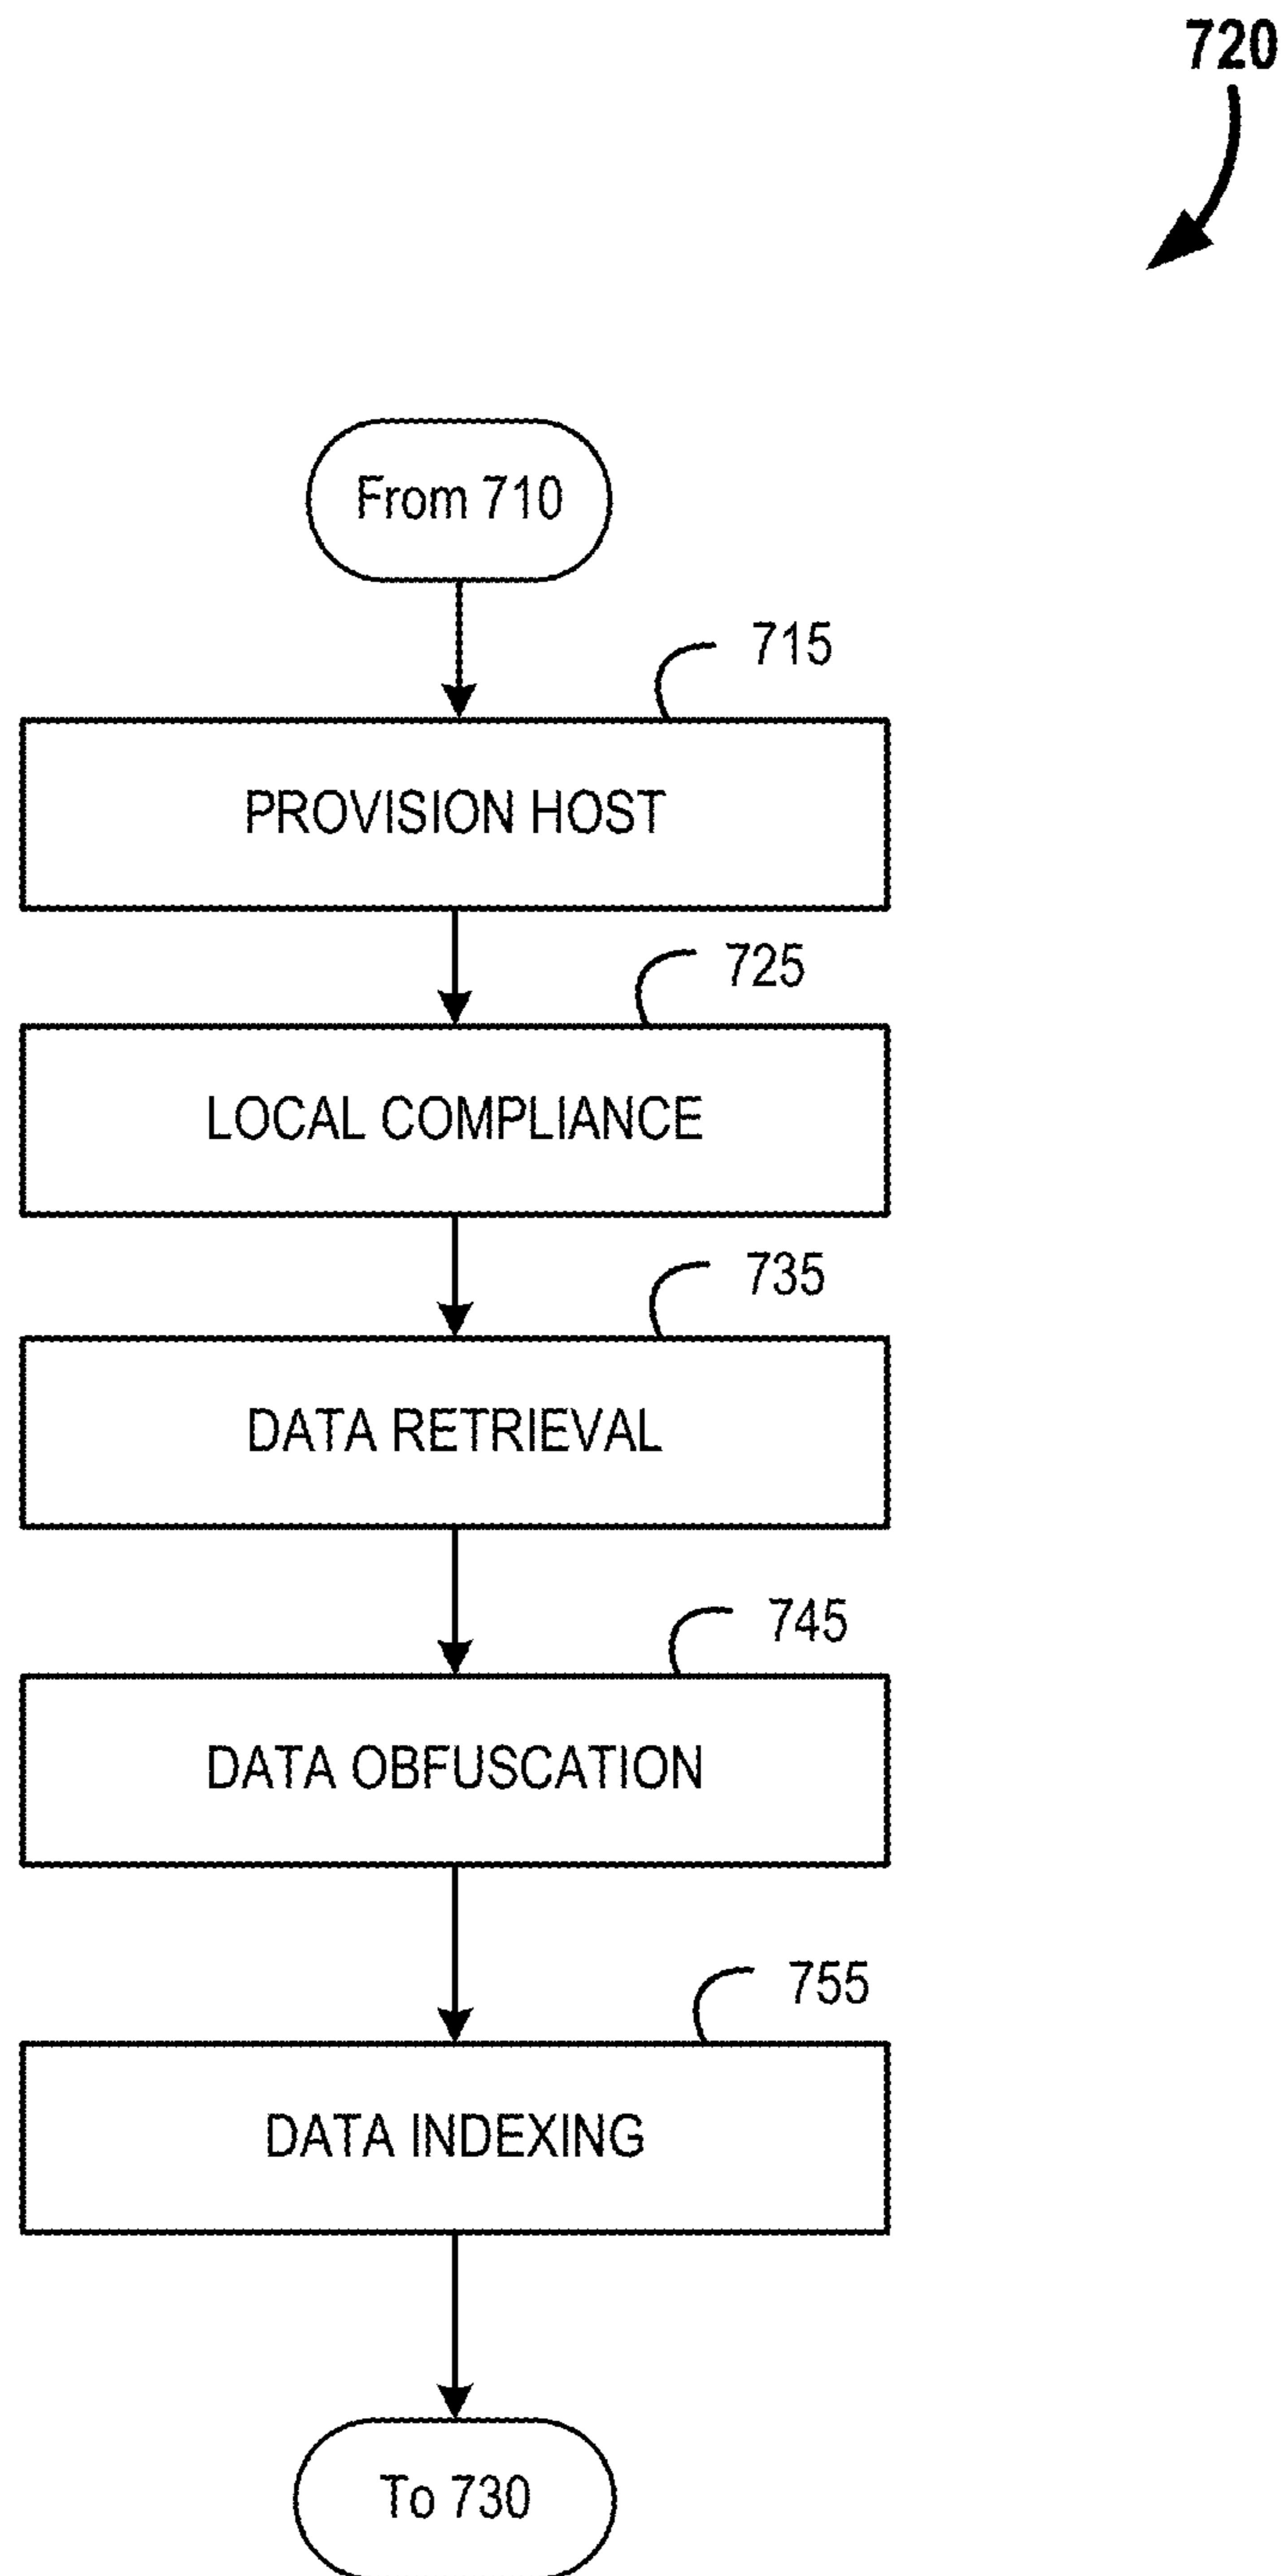 720
From 710
715
PROVISION HOST
725
LOCAL COMPLIANCE
735
DATA RETRIEVAL
745
DATA OBFUSCATION
755
DATA INDEXING
To 730